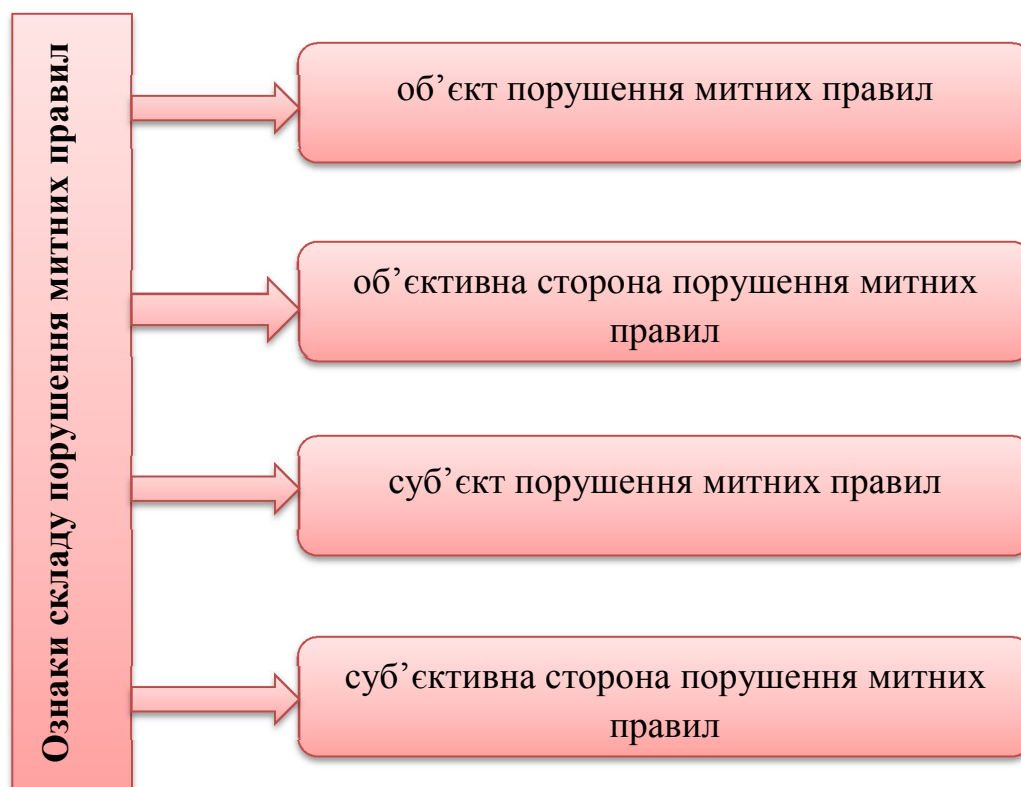 Ознаки складу порушення митних правил
об’єкт порушення митних правил
об’єктивна сторона порушення митних
правил
суб’єкт порушення митних правил
суб’єктивна сторона порушення митних
правил